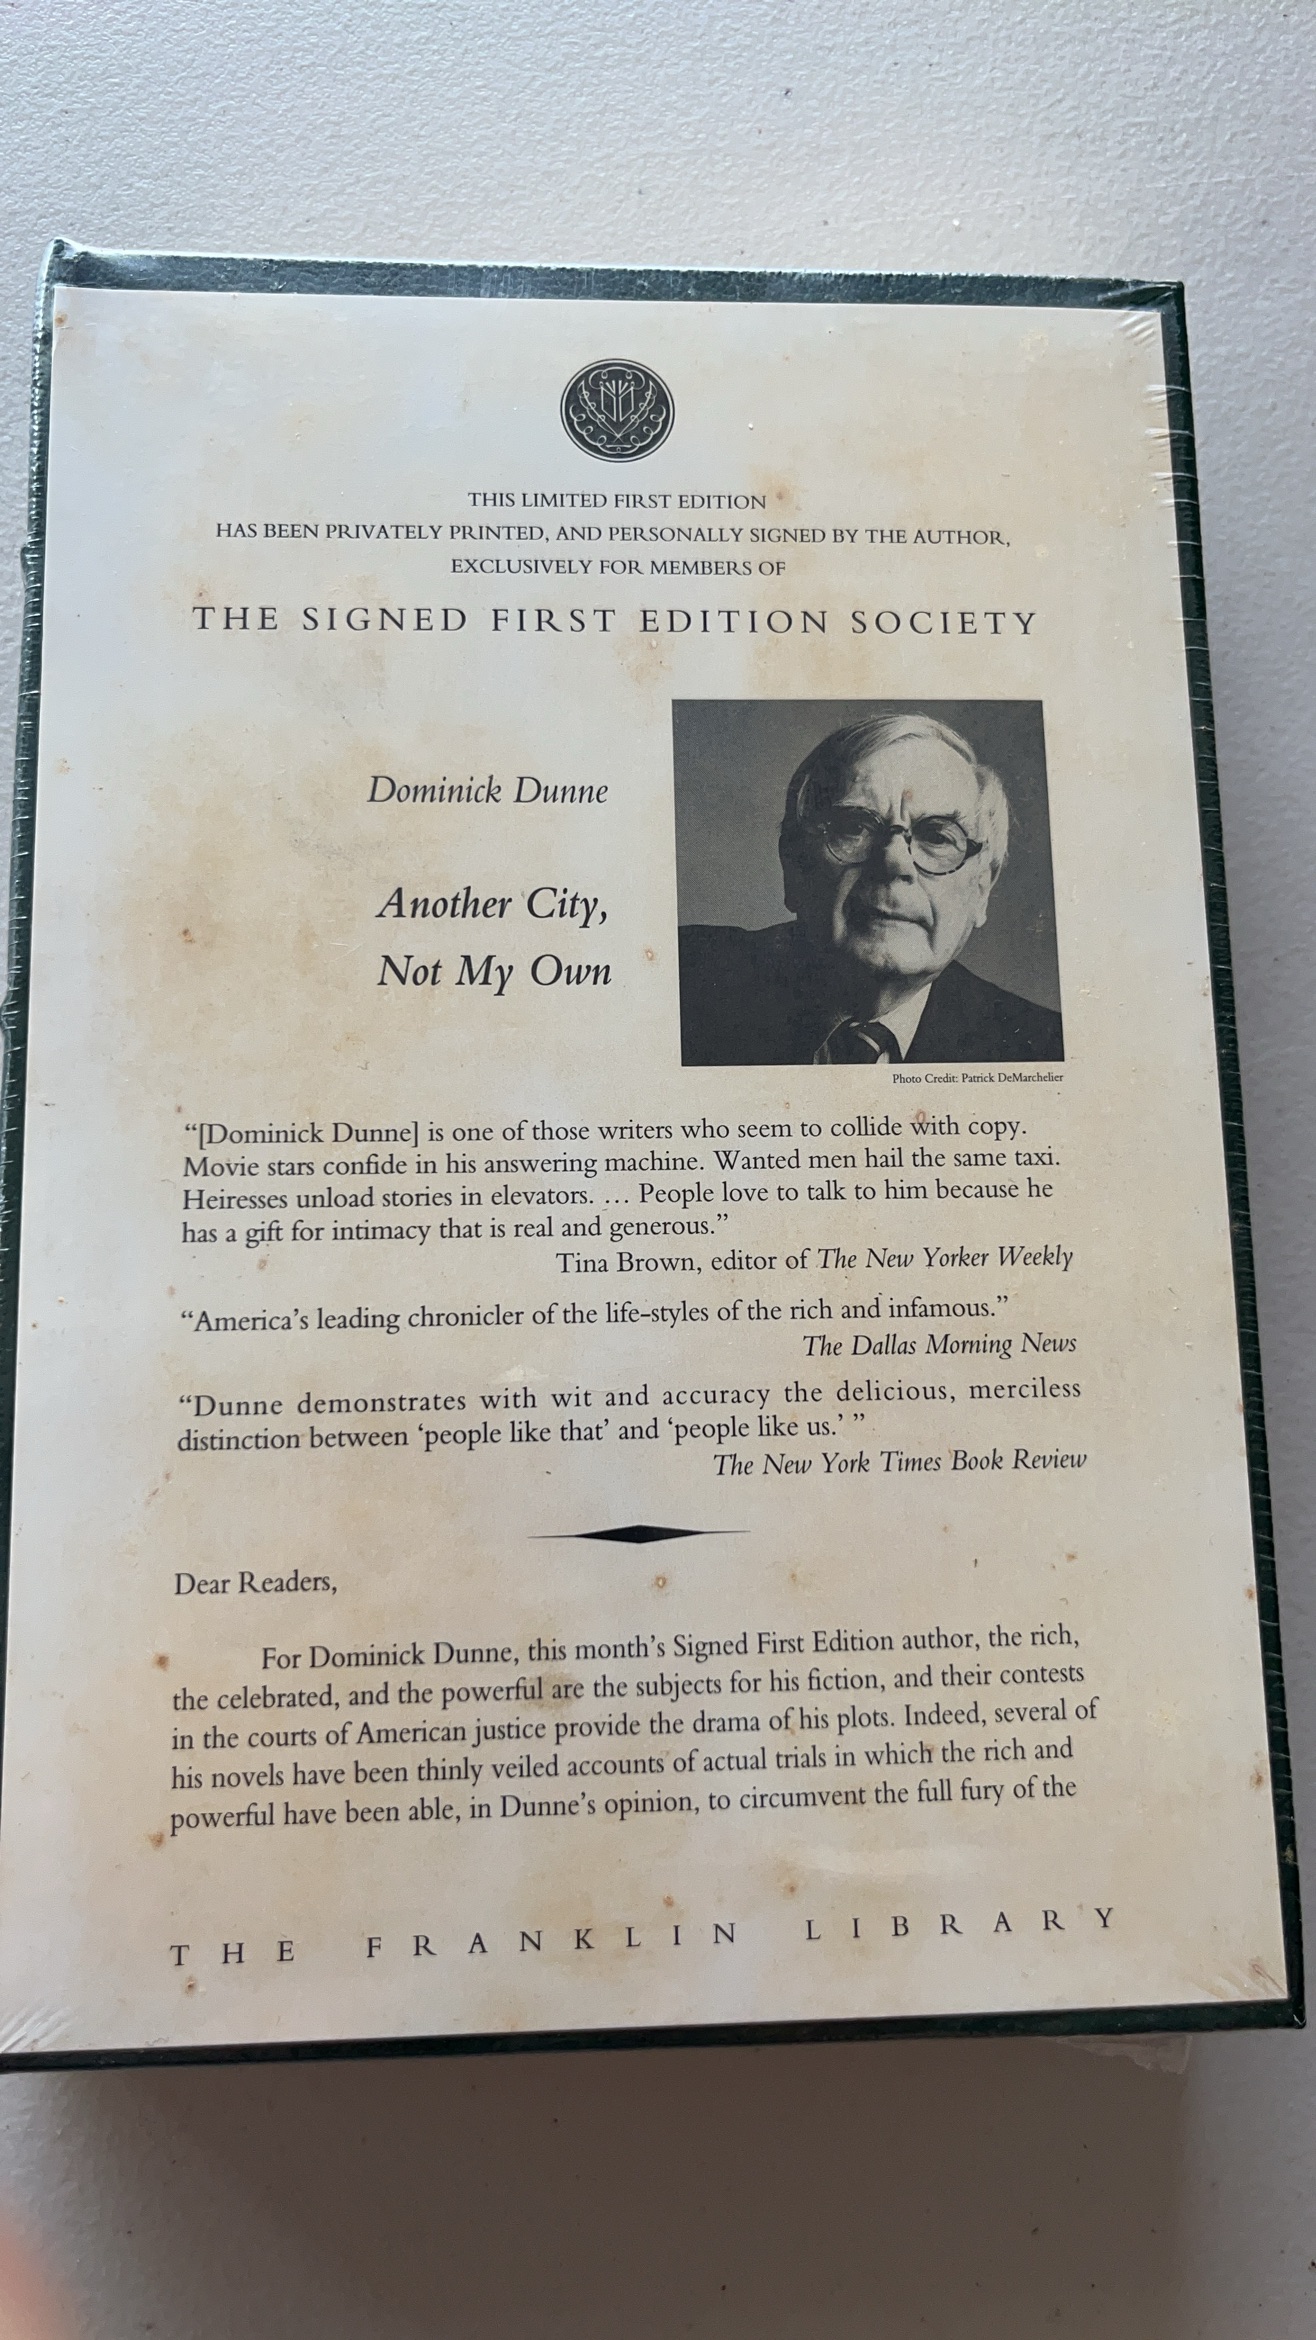 THIS LIMITED FIRST EDITION
HAS BEEN PRIVATELY PRINTED, AND PERSONALLY SIGNED BY THE AUTHOR,
EXCLUSIVELY FOR MEMBERS OF
THE SIGNED FIRST EDITION SOCIETY
Dominick Dunne
Another City,
Not My Own
Photo Credit: Patrick DeMarchelier
“[Dominick Dunne] is one of those writers who seem to collide with copy.
Movie stars confide in his answering machine. Wanted men hail the same taxi.
Heiresses unload stories in elevators. … People love to talk to him because he
has a gift for intimacy that is real and generous.”
Tina Brown, editor of The New Yorker Weekly
“America’s leading chronicler of the life-styles of the rich and infamous.”
The Dallas Morning News
“Dunne demonstrates with wit and accuracy the delicious, merciless
distinction between ‘people like that’ and ‘people like us.’ ”
The New York Times Book Review
Dear Readers,
For Dominick Dunne, this month’s Signed First Edition author, the rich,
the celebrated, and the powerful are the subjects for his fiction, and their contests
in the courts of American justice provide the drama of his plots. Indeed, several of
his novels have been thinly veiled accounts of actual trials in which the rich and
powerful have been able, in Dunne’s opinion, to circumvent the full fury of the
THE FRANKLIN LIBRARY